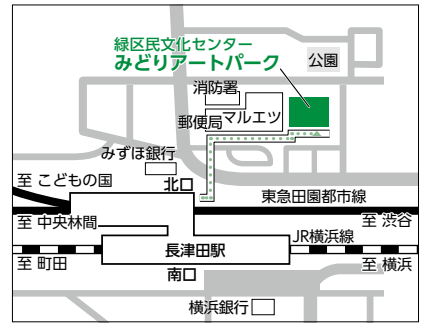 緑区民文化センター
みどりアートパーク
公園
消防署
郵便局
マルエツ
みずほ銀行
至 こどもの国
北口
東急田園都市線
至 中央林間
至 渋谷
JR横浜線
長津田駅
至 町田
至 横浜
南口
横浜銀行